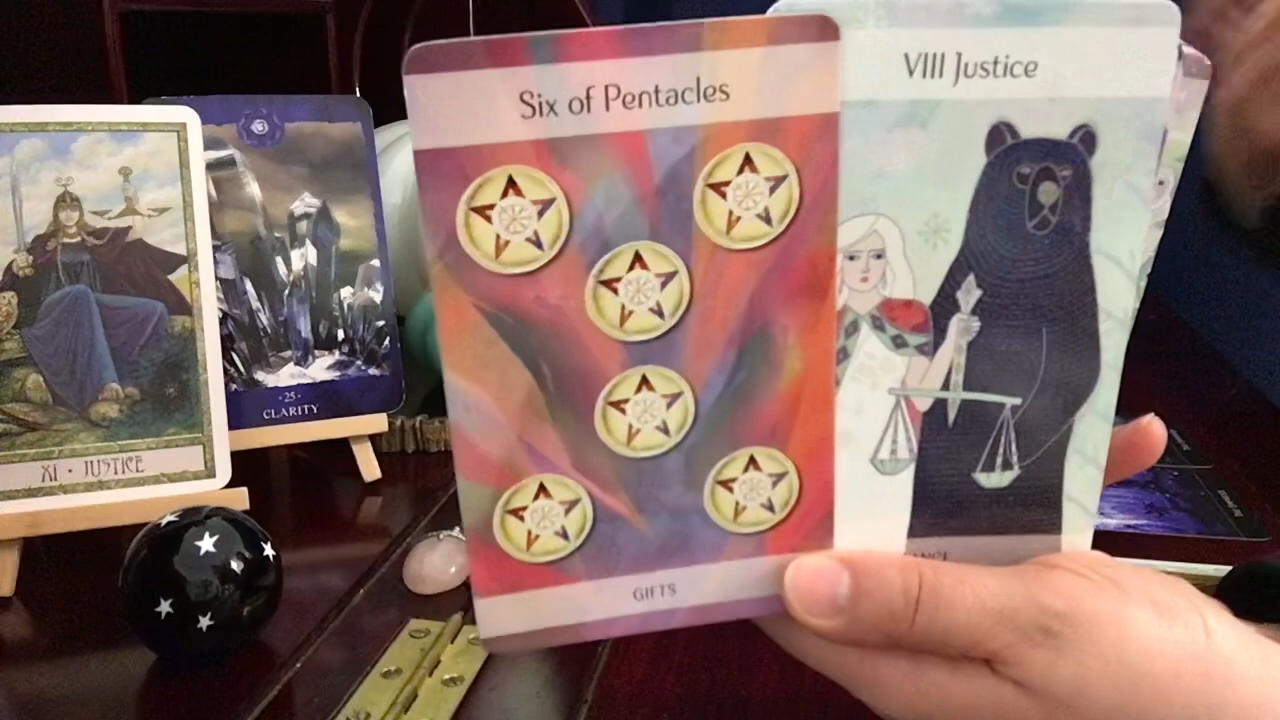 Six of Pentacles
GIFTS
VIII Justice
XI • JUSTICE
• 25 •
CLARITY